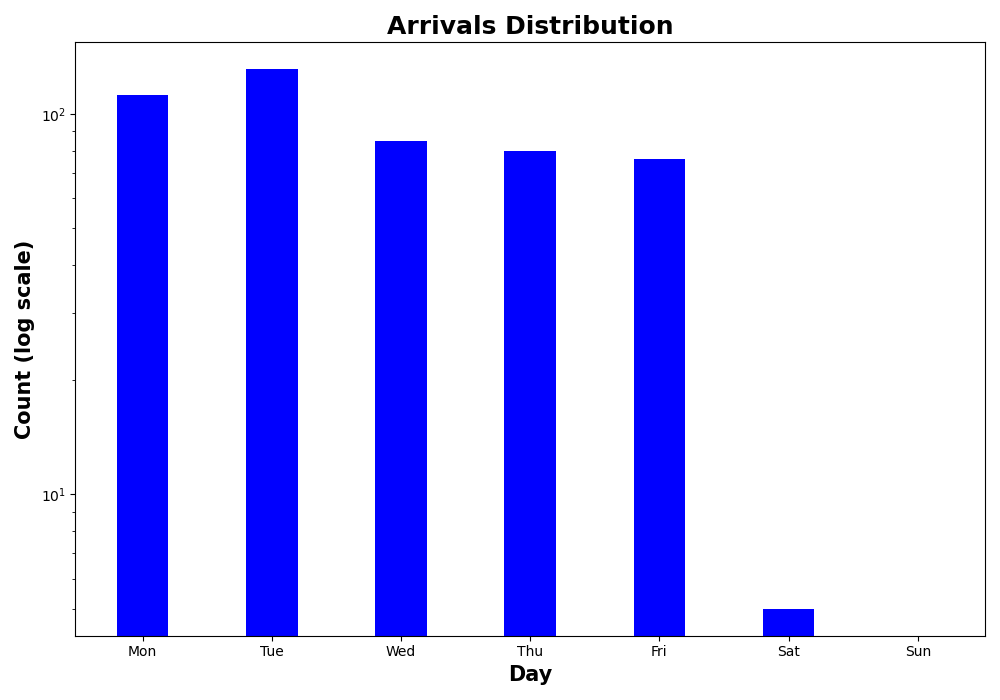 Arrivals Distribution
Count (log scale)
10²
10¹
Mon Tue Wed Thu Fri Sat Sun
Day